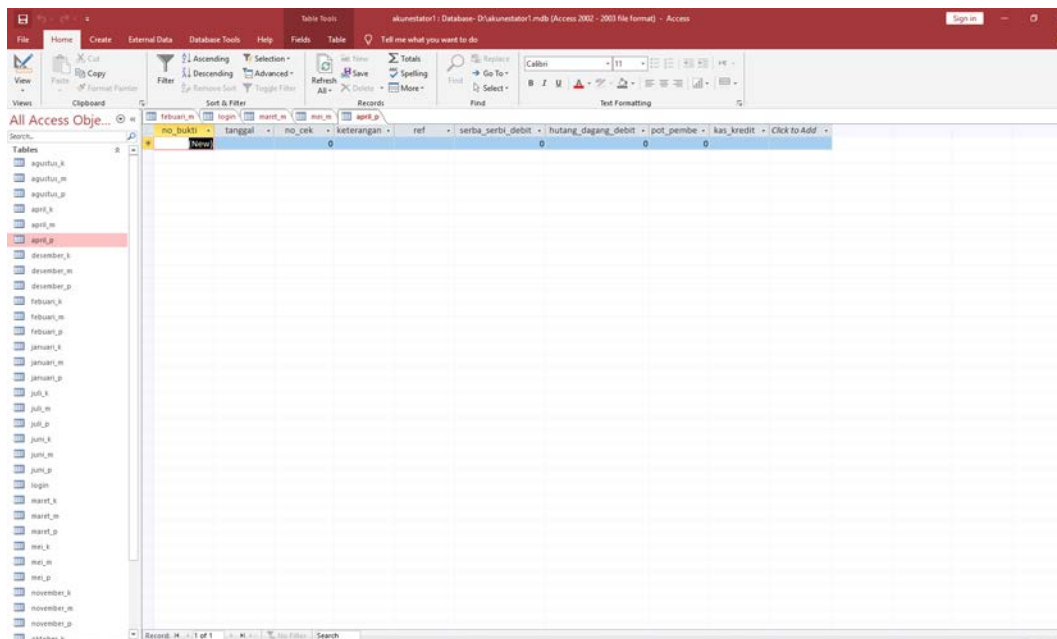 Table Tools
akunestator1 : Database- D:\akunestator1.mdb (Access 2002 - 2003 file format) - Access
Sign in
File Home Create External Data Database Tools Help Fields Table Tell me what you want to do
View
Views
Paste
Cut
Copy
Format Painter
Clipboard
Filter
Ascending
Descending
Remove Sort
Selection
Advanced
Toggle Filter
Sort & Filter
Refresh All
New
Save
Delete
Totals
Spelling
More
Records
Find
Replace
Go To
Select
Find
Calibri 11
B I U A
Text Formatting
All Access Obje...
Search...
Tables
agustus_k
agustus_m
agustus_p
april_k
april_m
april_p
desember_k
desember_m
desember_p
febuari_k
febuari_m
febuari_p
januari_k
januari_m
januari_p
juli_k
juli_m
juli_p
juni_k
juni_m
juni_p
login
maret_k
maret_m
maret_p
mei_k
mei_m
mei_p
november_k
november_m
november_p
febuari_m login maret_m mei_m april_p
no_bukti tanggal no_cek keterangan ref serba_serbi_debit hutang_dagang_debit pot_pembe kas_kredit Click to Add
(New) 0 0 0 0
Record: 1 of 1 No Filter Search